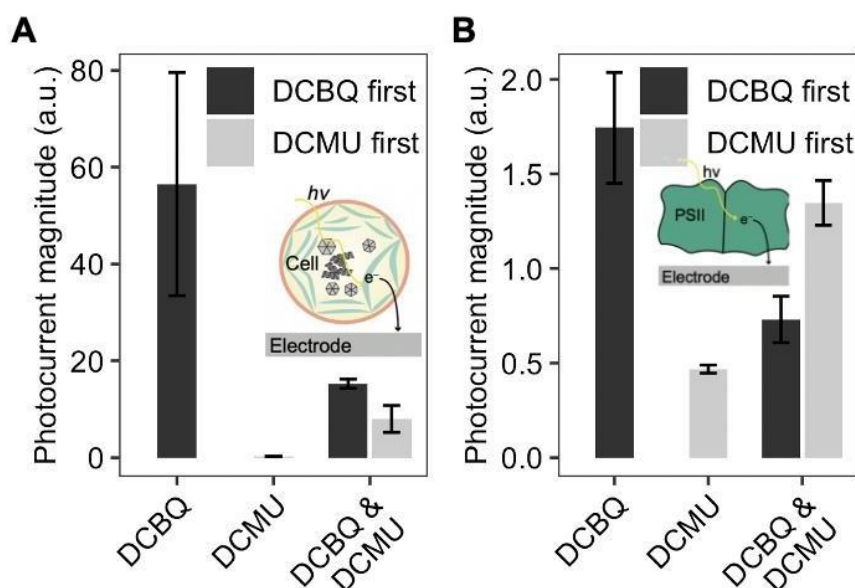 A
Photocurrent magnitude (a.u.)
80
60
40
20
0
DCBQ first
DCMU first
hν
Cell
e⁻
Electrode
DCBQ
DCMU
DCBQ &
DCMU
B
Photocurrent magnitude (a.u.)
2.0
1.5
1.0
0.5
0.0
DCBQ first
DCMU first
hν
PSII
e⁻
Electrode
DCBQ
DCMU
DCBQ &
DCMU